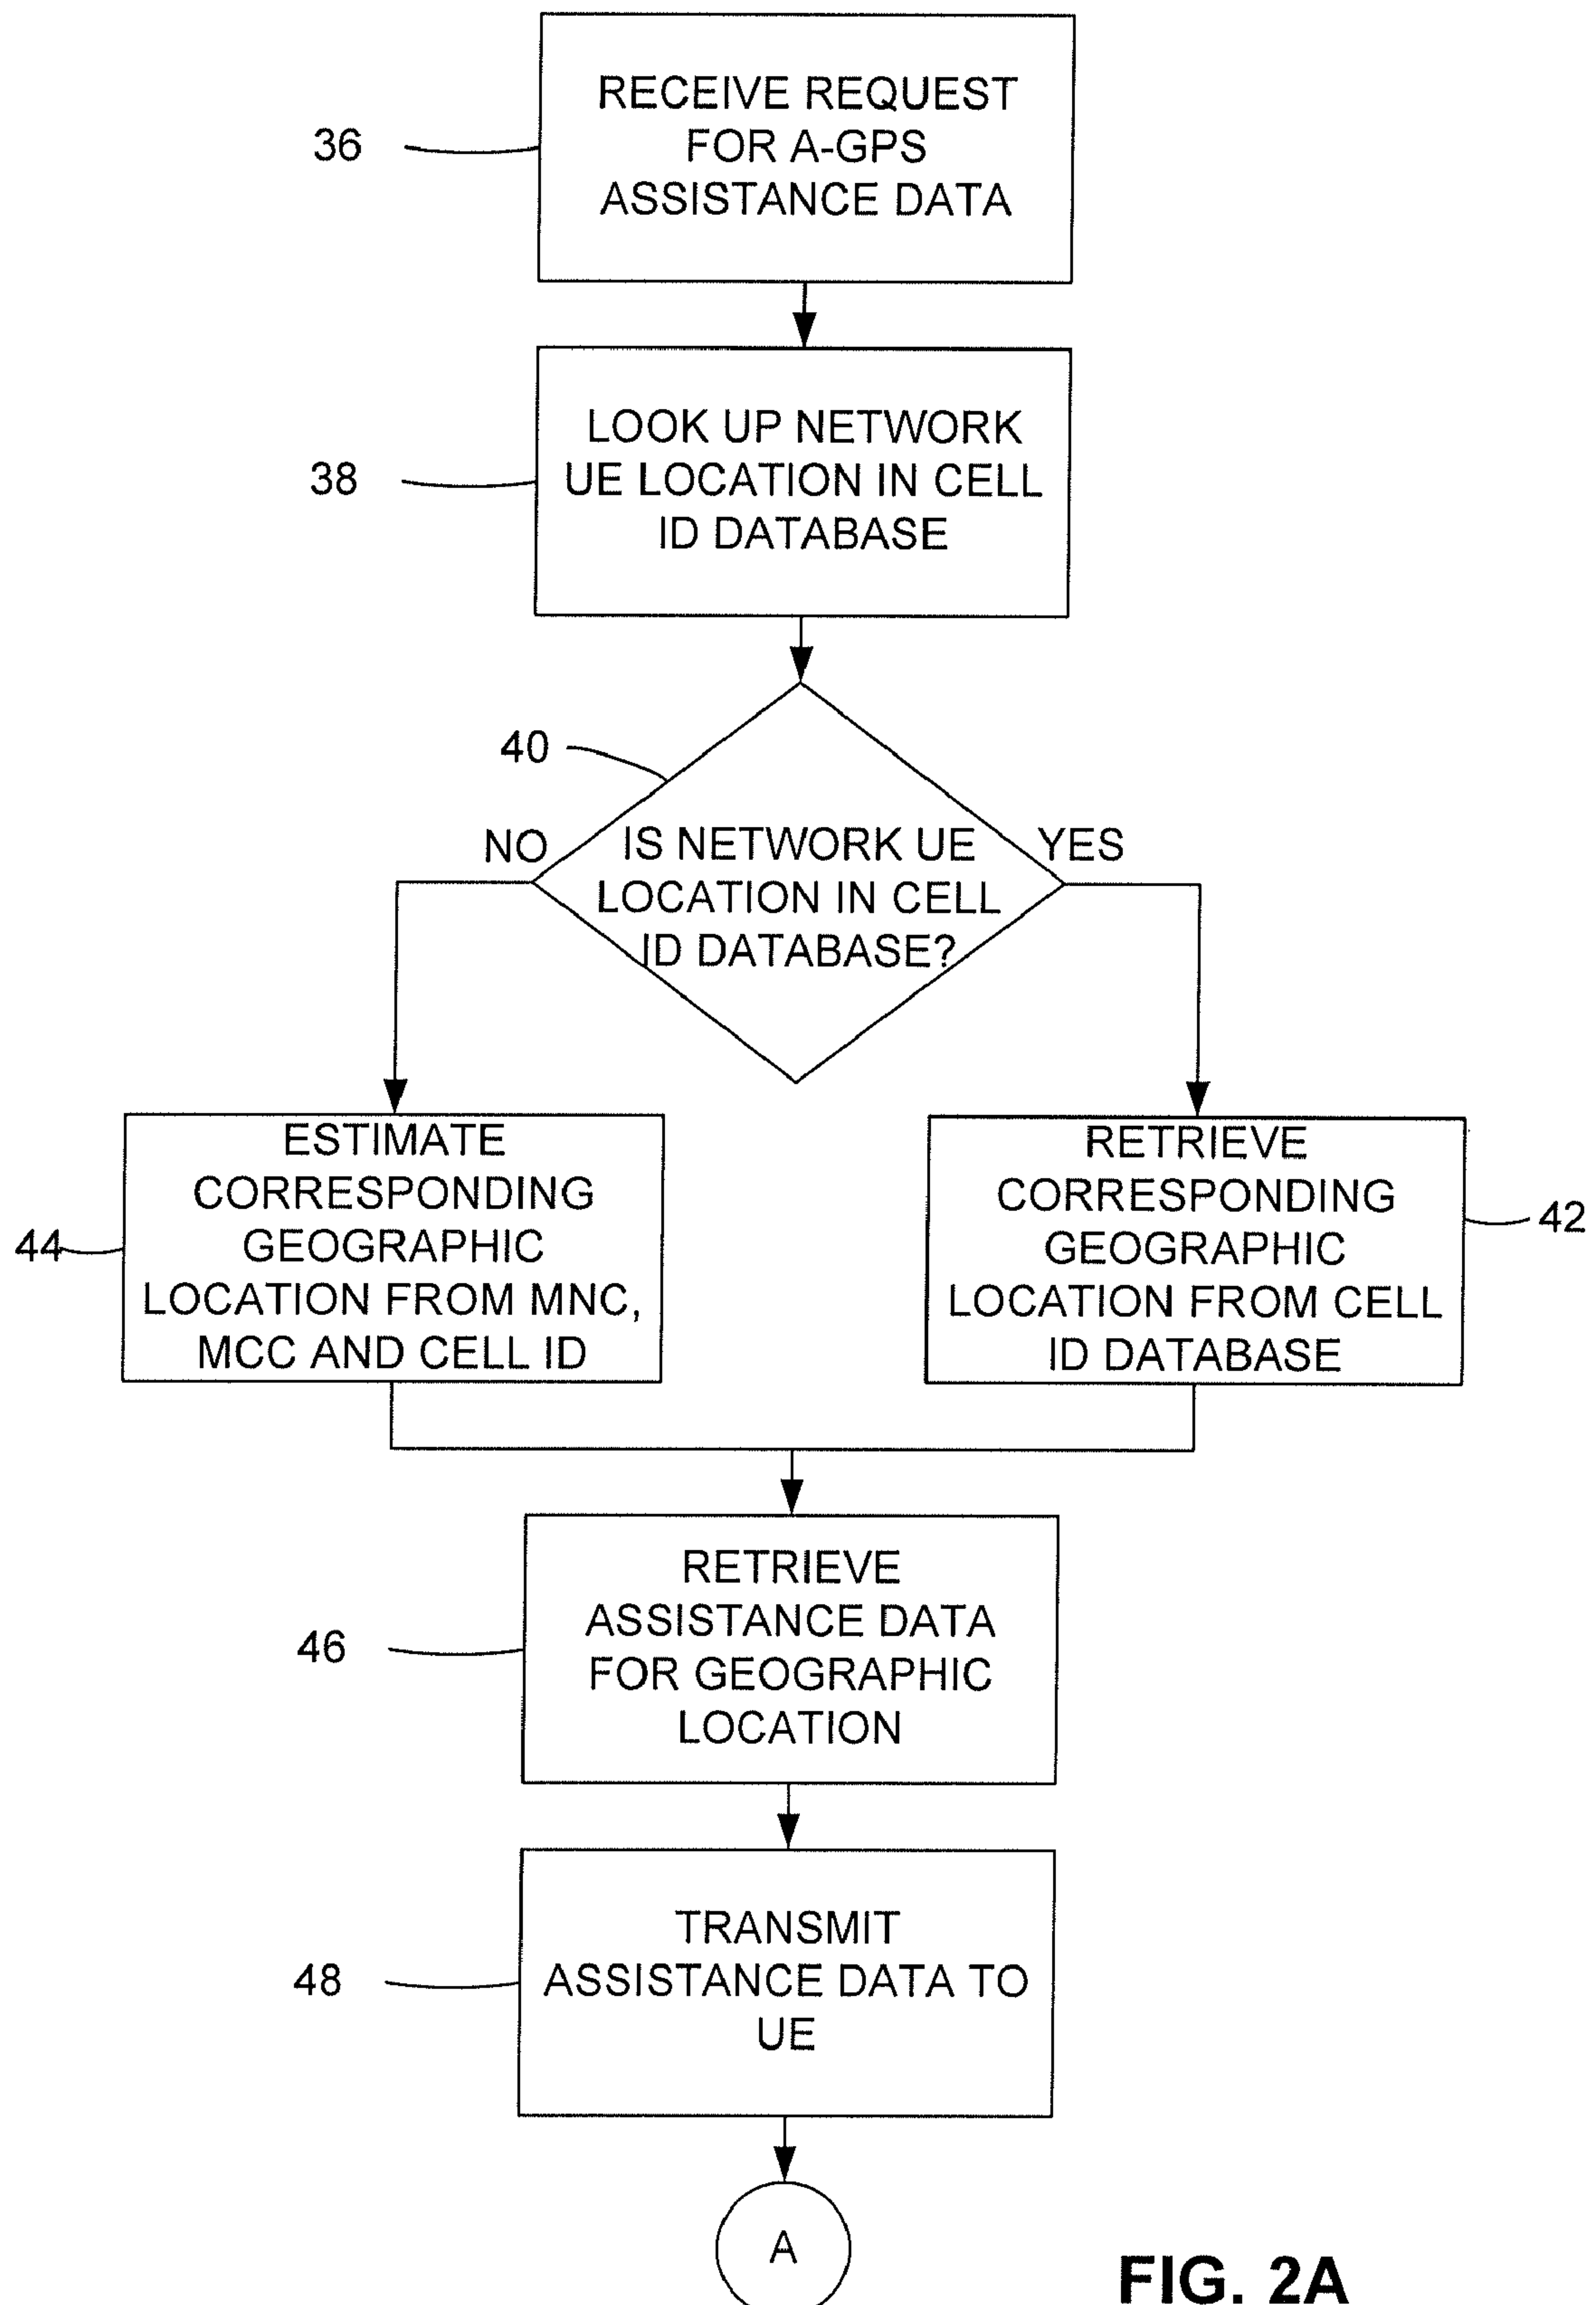 RECEIVE REQUEST
FOR A-GPS
ASSISTANCE DATA
36
LOOK UP NETWORK
UE LOCATION IN CELL
ID DATABASE
38
40
NO
IS NETWORK UE
LOCATION IN CELL
ID DATABASE?
YES
ESTIMATE
CORRESPONDING
GEOGRAPHIC
LOCATION FROM MNC,
MCC AND CELL ID
44
RETRIEVE
CORRESPONDING
GEOGRAPHIC
LOCATION FROM CELL
ID DATABASE
42
RETRIEVE
ASSISTANCE DATA
FOR GEOGRAPHIC
LOCATION
46
TRANSMIT
ASSISTANCE DATA TO
UE
48
A
FIG. 2A